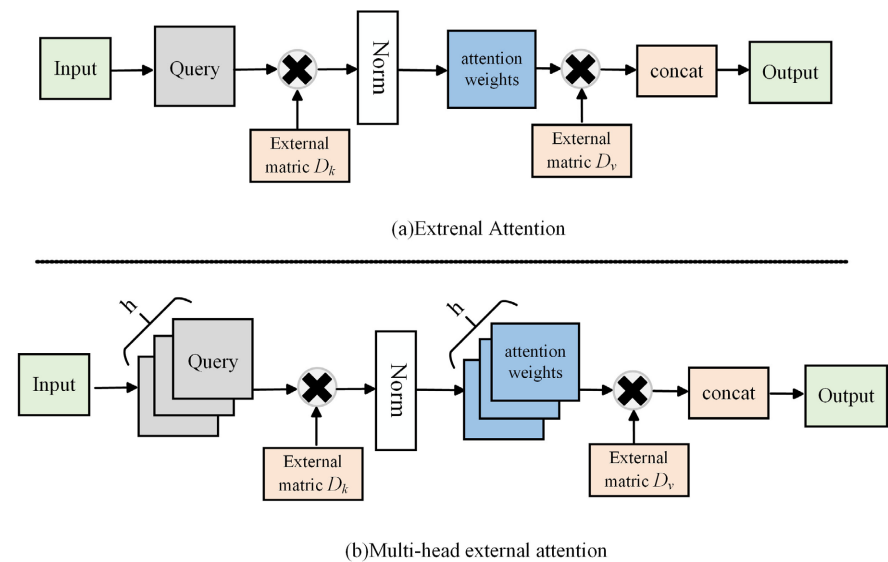 Input
Query
Norm
attention
weights
concat
Output
External
matric Dk
External
matric Dv
(a)Extrenal Attention
h
h
Input
Query
Norm
attention
weights
concat
Output
External
matric Dk
External
matric Dv
(b)Multi-head external attention